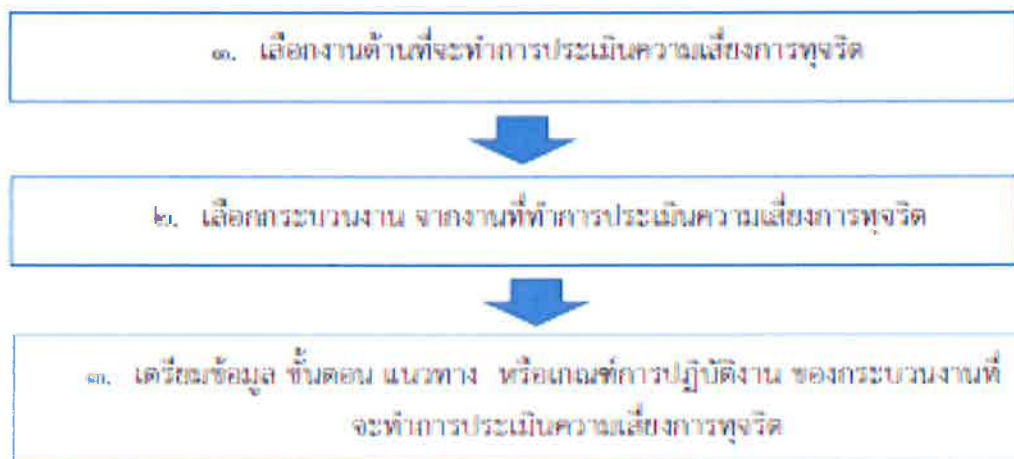 ๑. เลือกงานด้านที่จะทำการประเมินความเสี่ยงการทุจริต
๒. เลือกกระบวนงาน จากงานที่ทำการประเมินความเสี่ยงการทุจริต
๓. เตรียมข้อมูล ขั้นตอน แนวทาง หรือเกณฑ์การปฏิบัติงาน ของกระบวนงานที่
จะทำการประเมินความเสี่ยงการทุจริต